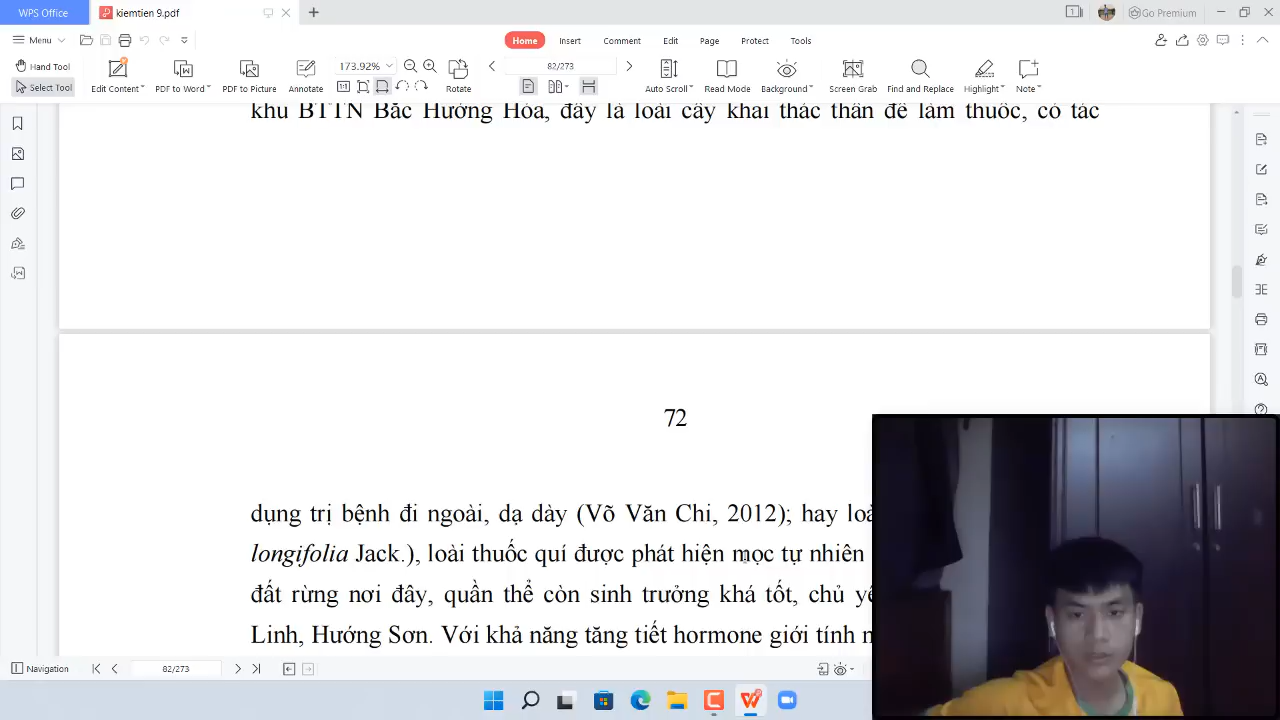 WPS Office kiemtien 9.pdf 1 Go Premium
Menu Home Insert Comment Edit Page Protect Tools
Hand Tool 173.92% 82/273
Select Tool Edit Content PDF to Word PDF to Picture Annotate Rotate Auto Scroll Read Mode Background Screen Grab Find and Replace Highlight Note
khu BTTN Bắc Hướng Hóa, đây là loài cây khai thác thân để làm thuốc, có tác
72
dụng trị bệnh đi ngoài, dạ dày (Võ Văn Chi, 2012); hay
longifolia Jack.), loài thuốc quí được phát hiện mọc tự nhiên
đất rừng nơi đây, quần thể còn sinh trưởng khá tốt, chủ
Linh, Hướng Sơn. Với khả năng tăng tiết hormone giới tính
Navigation 82/273